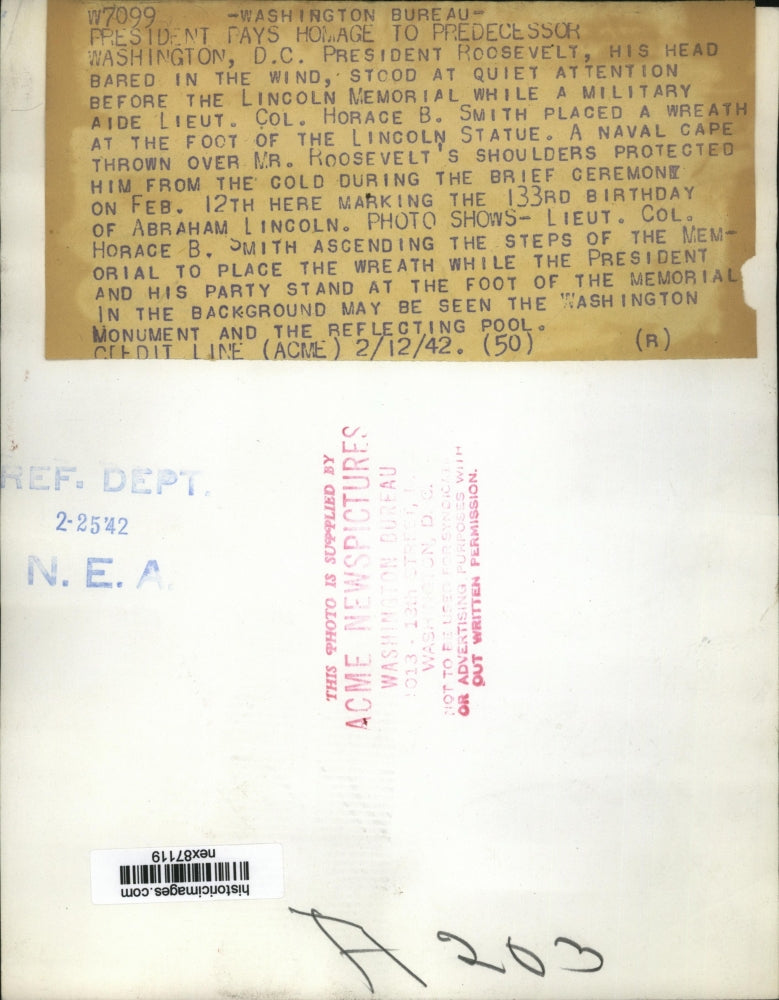 W7099 -WASHINGTON BUREAU-
PRESIDENT PAYS HOMAGE TO PREDECESSOR
WASHINGTON, D.C. PRESIDENT ROOSEVELT, HIS HEAD
BARED IN THE WIND, STOOD AT QUIET ATTENTION
BEFORE THE LINCOLN MEMORIAL WHILE A MILITARY
AIDE LIEUT. COL. HORACE B. SMITH PLACED A WREATH
AT THE FOOT OF THE LINCOLN STATUE. A NAVAL CAPE
THROWN OVER MR. ROOSEVELT'S SHOULDERS PROTECTED
HIM FROM THE COLD DURING THE BRIEF CEREMONY
ON FEB. 12TH HERE MARKING THE 133RD BIRTHDAY
OF ABRAHAM LINCOLN. PHOTO SHOWS- LIEUT. COL.
HORACE B. SMITH ASCENDING THE STEPS OF THE MEM-
ORIAL TO PLACE THE WREATH WHILE THE PRESIDENT
AND HIS PARTY STAND AT THE FOOT OF THE MEMORIAL
IN THE BACKGROUND MAY BE SEEN THE WASHINGTON
MONUMENT AND THE REFLECTING POOL.
CREDIT LINE (ACME) 2/12/42. (50) (R)
REF. DEPT.
2-25'42
N. E. A.
THIS PHOTO IS SUPPLIED BY
ACME NEWSPICTURES
WASHINGTON BUREAU
1013 - 13th STREET,
WASHINGTON, D. C.
NOT TO BE USED FOR
OR ADVERTISING PURPOSES WITH
OUT WRITTEN PERMISSION.
historicimages.com
nex87119
A 203